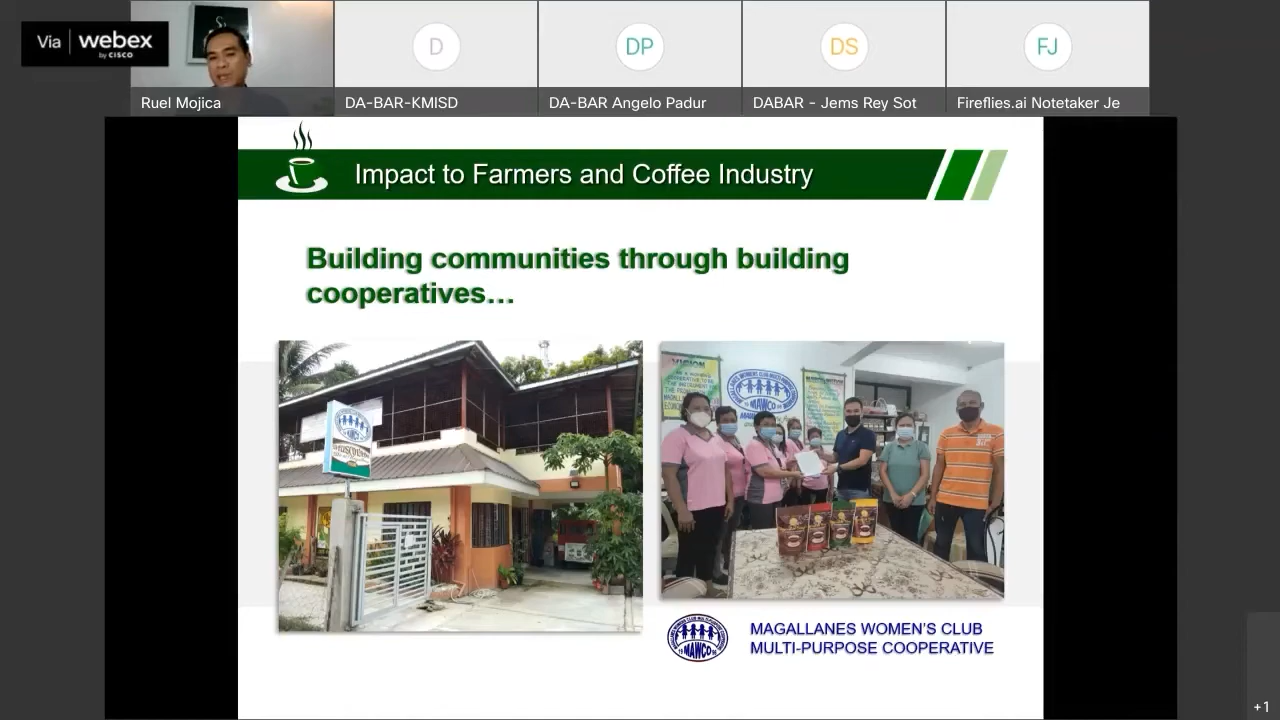 Via webex
by CISCO
D
DP
DS
FJ
Ruel Mojica
DA-BAR-KMISD
DA-BAR Angelo Padur
DABAR - Jems Rey Sot
Fireflies.ai Notetaker Je
Impact to Farmers and Coffee Industry
Building communities through building
cooperatives…
VISION
MAWCO
MAWCO
MAGALLANES WOMEN'S CLUB
MULTI-PURPOSE COOPERATIVE
+1